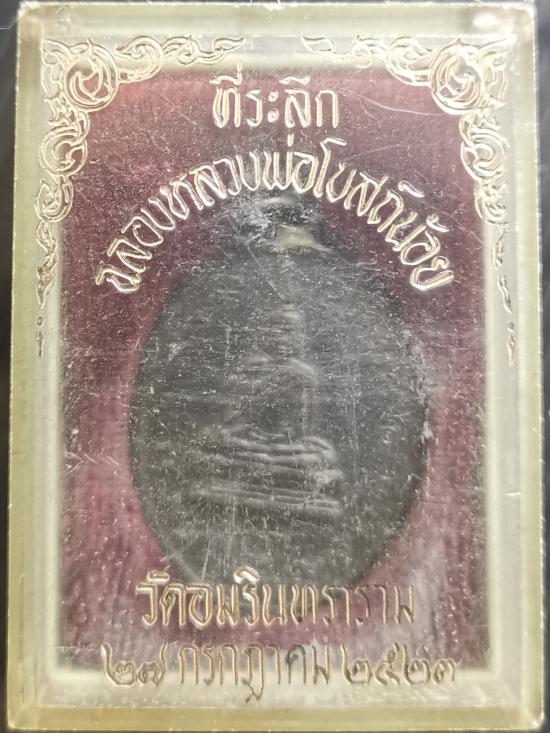 ที่ระลึก
ฉลองหลวงพ่อโบสถ์น้อย
วัดอมรินทราราม
๒๗ กรกฎาคม ๒๕๒๓